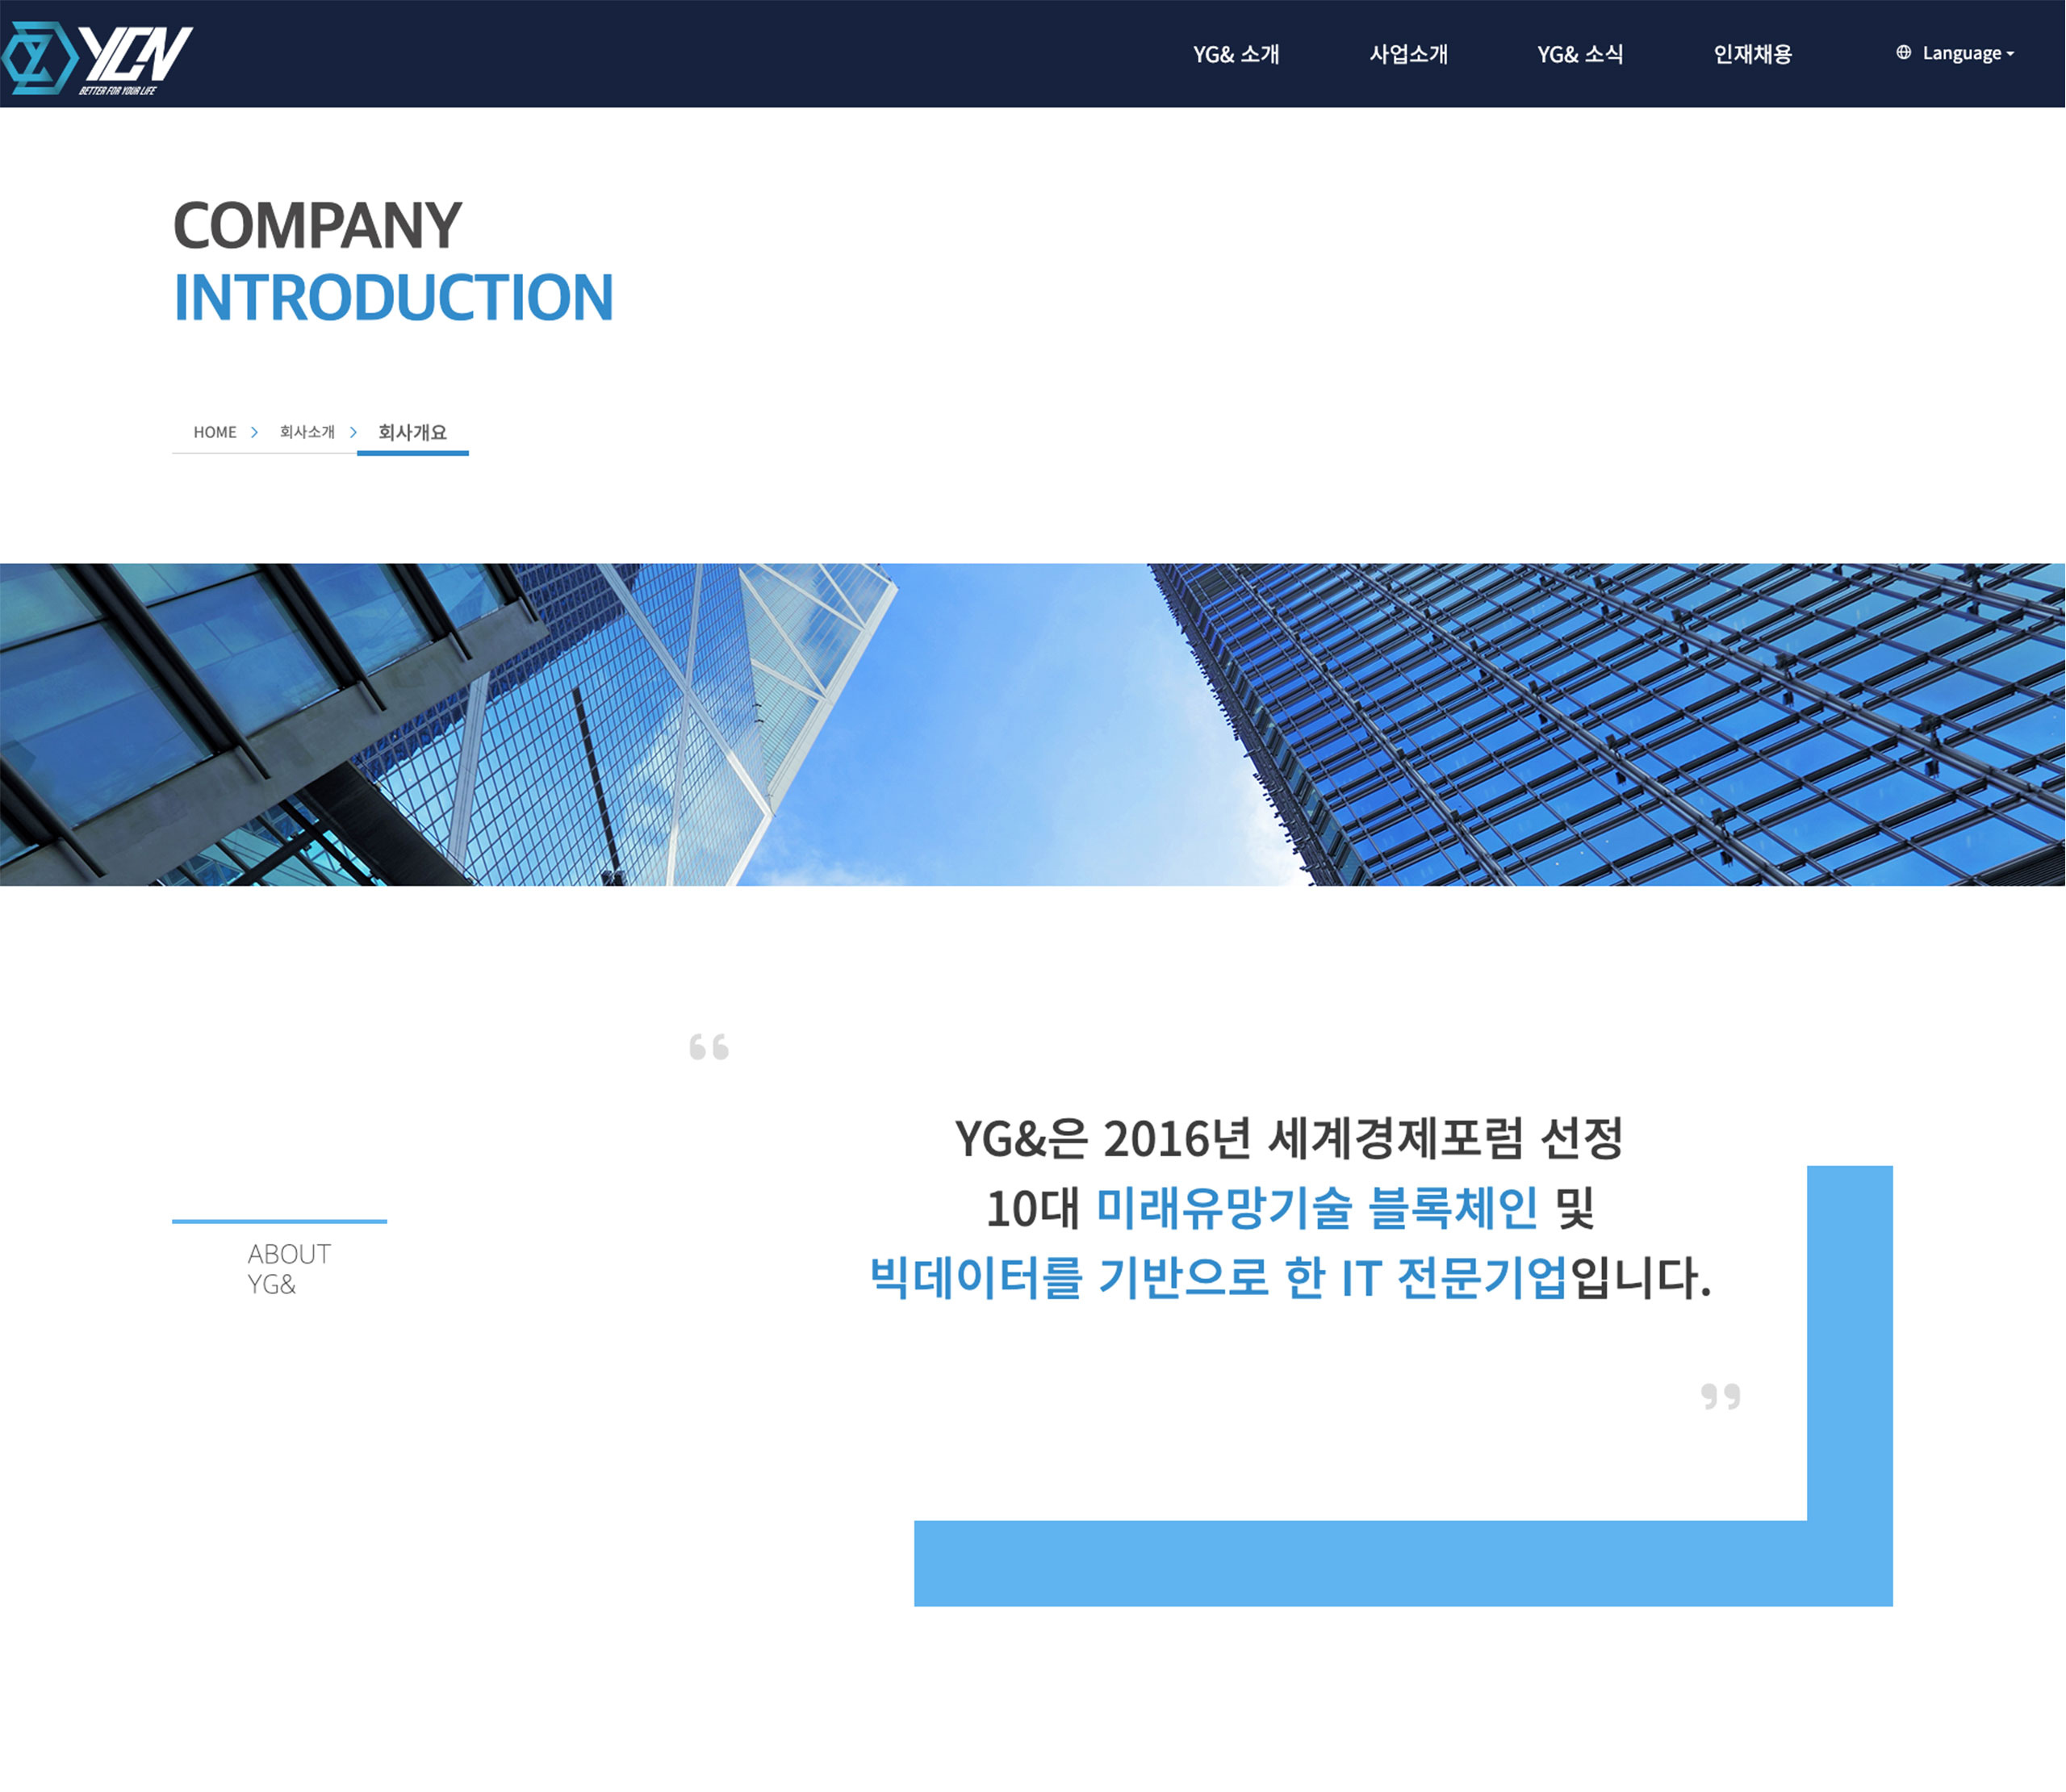 YGN
BETTER FOR YOUR LIFE
YG& 소개 사업소개 YG& 소식 인재채용 Language
COMPANY
INTRODUCTION
HOME > 회사소개 > 회사개요
“
YG&은 2016년 세계경제포럼 선정
10대 미래유망기술 블록체인 및
빅데이터를 기반으로 한 IT 전문기업입니다.
”
ABOUT
YG&